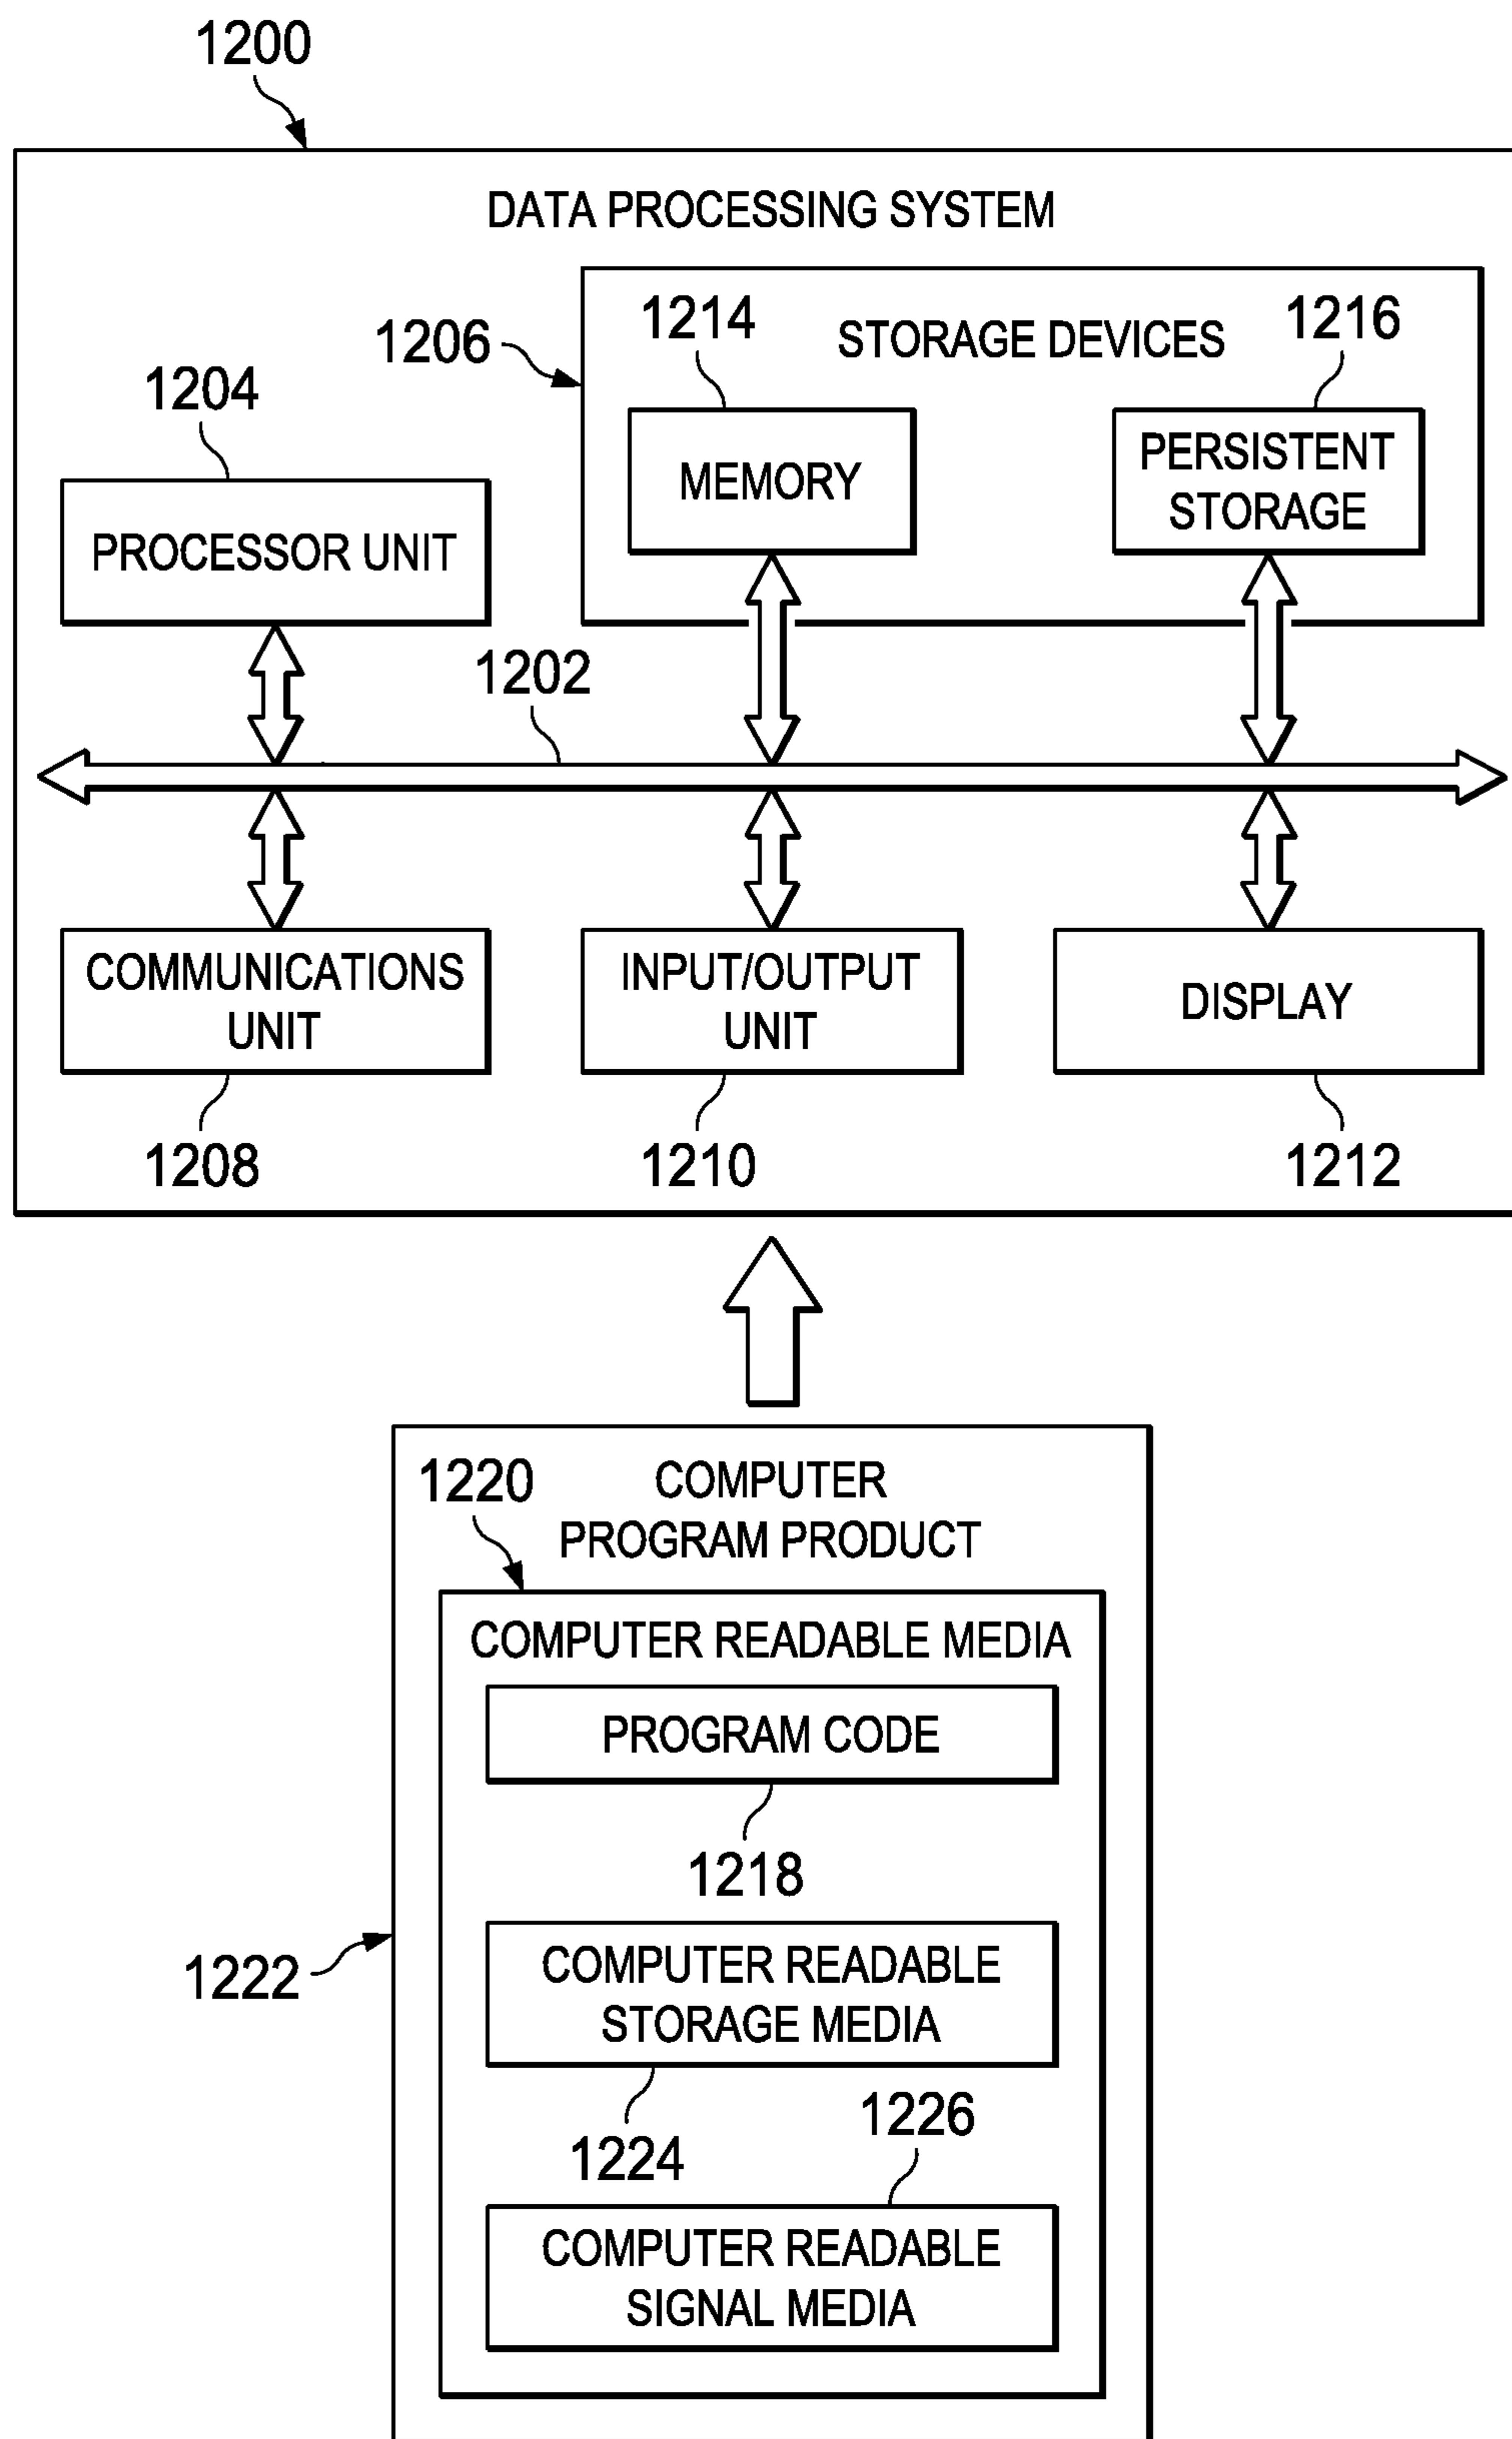 1200
DATA PROCESSING SYSTEM
1206
1214
STORAGE DEVICES
1216
1204
MEMORY
PERSISTENT
STORAGE
PROCESSOR UNIT
1202
COMMUNICATIONS
UNIT
INPUT/OUTPUT
UNIT
DISPLAY
1208
1210
1212
1220
COMPUTER
PROGRAM PRODUCT
COMPUTER READABLE MEDIA
PROGRAM CODE
1218
1222
COMPUTER READABLE
STORAGE MEDIA
1224
1226
COMPUTER READABLE
SIGNAL MEDIA